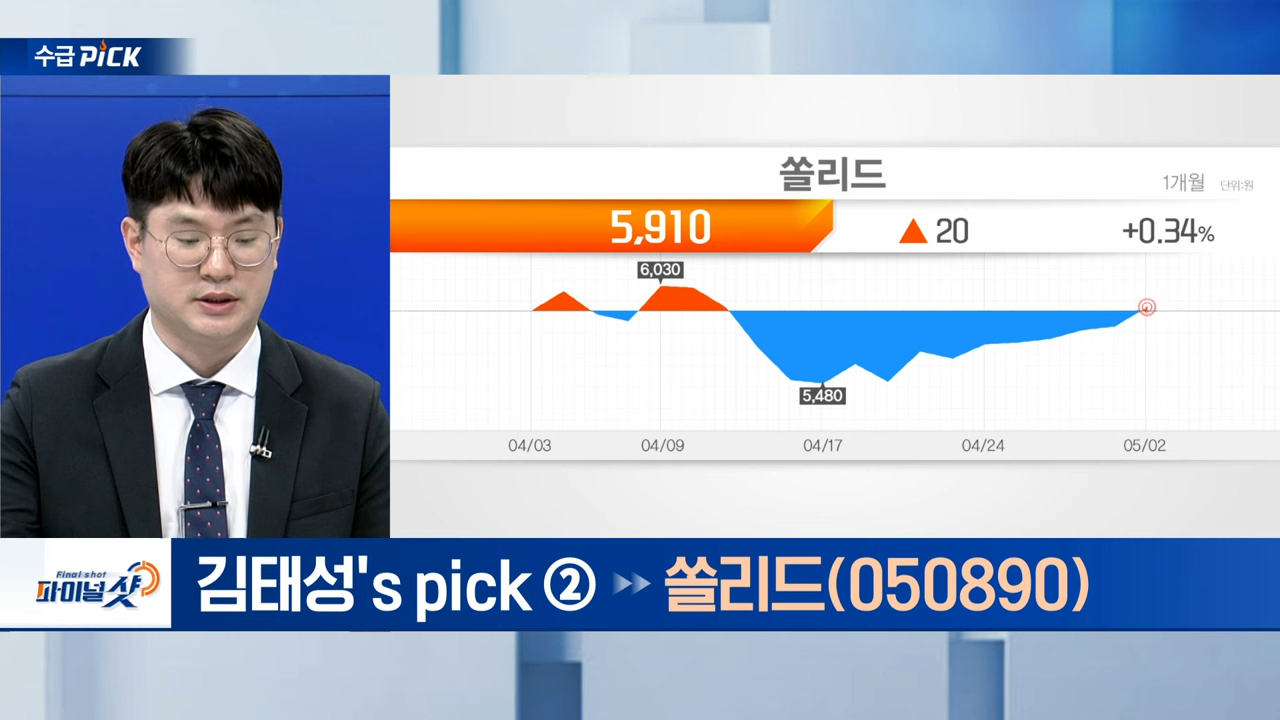 수급 PiCK
쏠리드
1개월 단위:원
5,910 ▲ 20 +0.34%
6,030
5,480
04/03 04/09 04/17 04/24 05/02
Final shot
파이널샷
김태성's pick ② ▶▶ 쏠리드(050890)